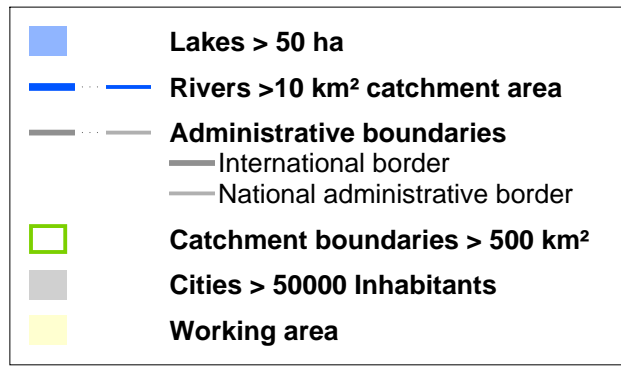 Lakes > 50 ha
Rivers >10 km² catchment area
Administrative boundaries
International border
National administrative border
Catchment boundaries > 500 km²
Cities > 50000 Inhabitants
Working area